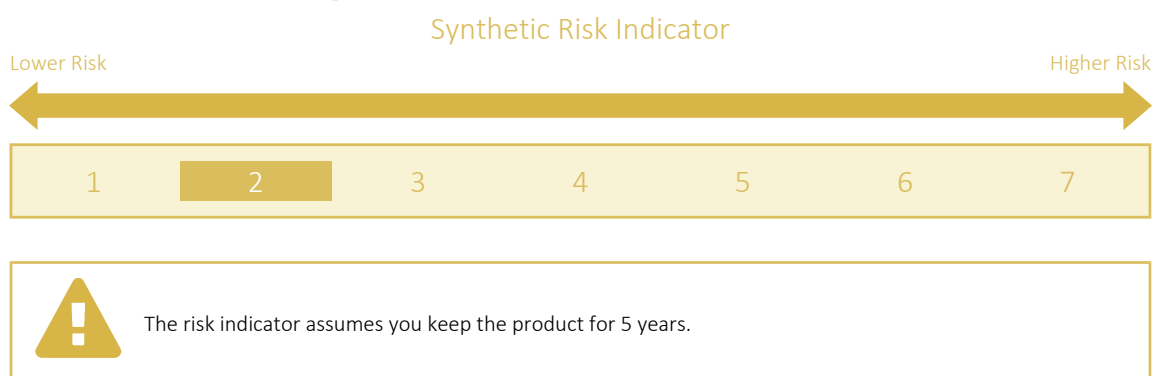 Synthetic Risk Indicator
Lower Risk Higher Risk
1 2 3 4 5 6 7
The risk indicator assumes you keep the product for 5 years.